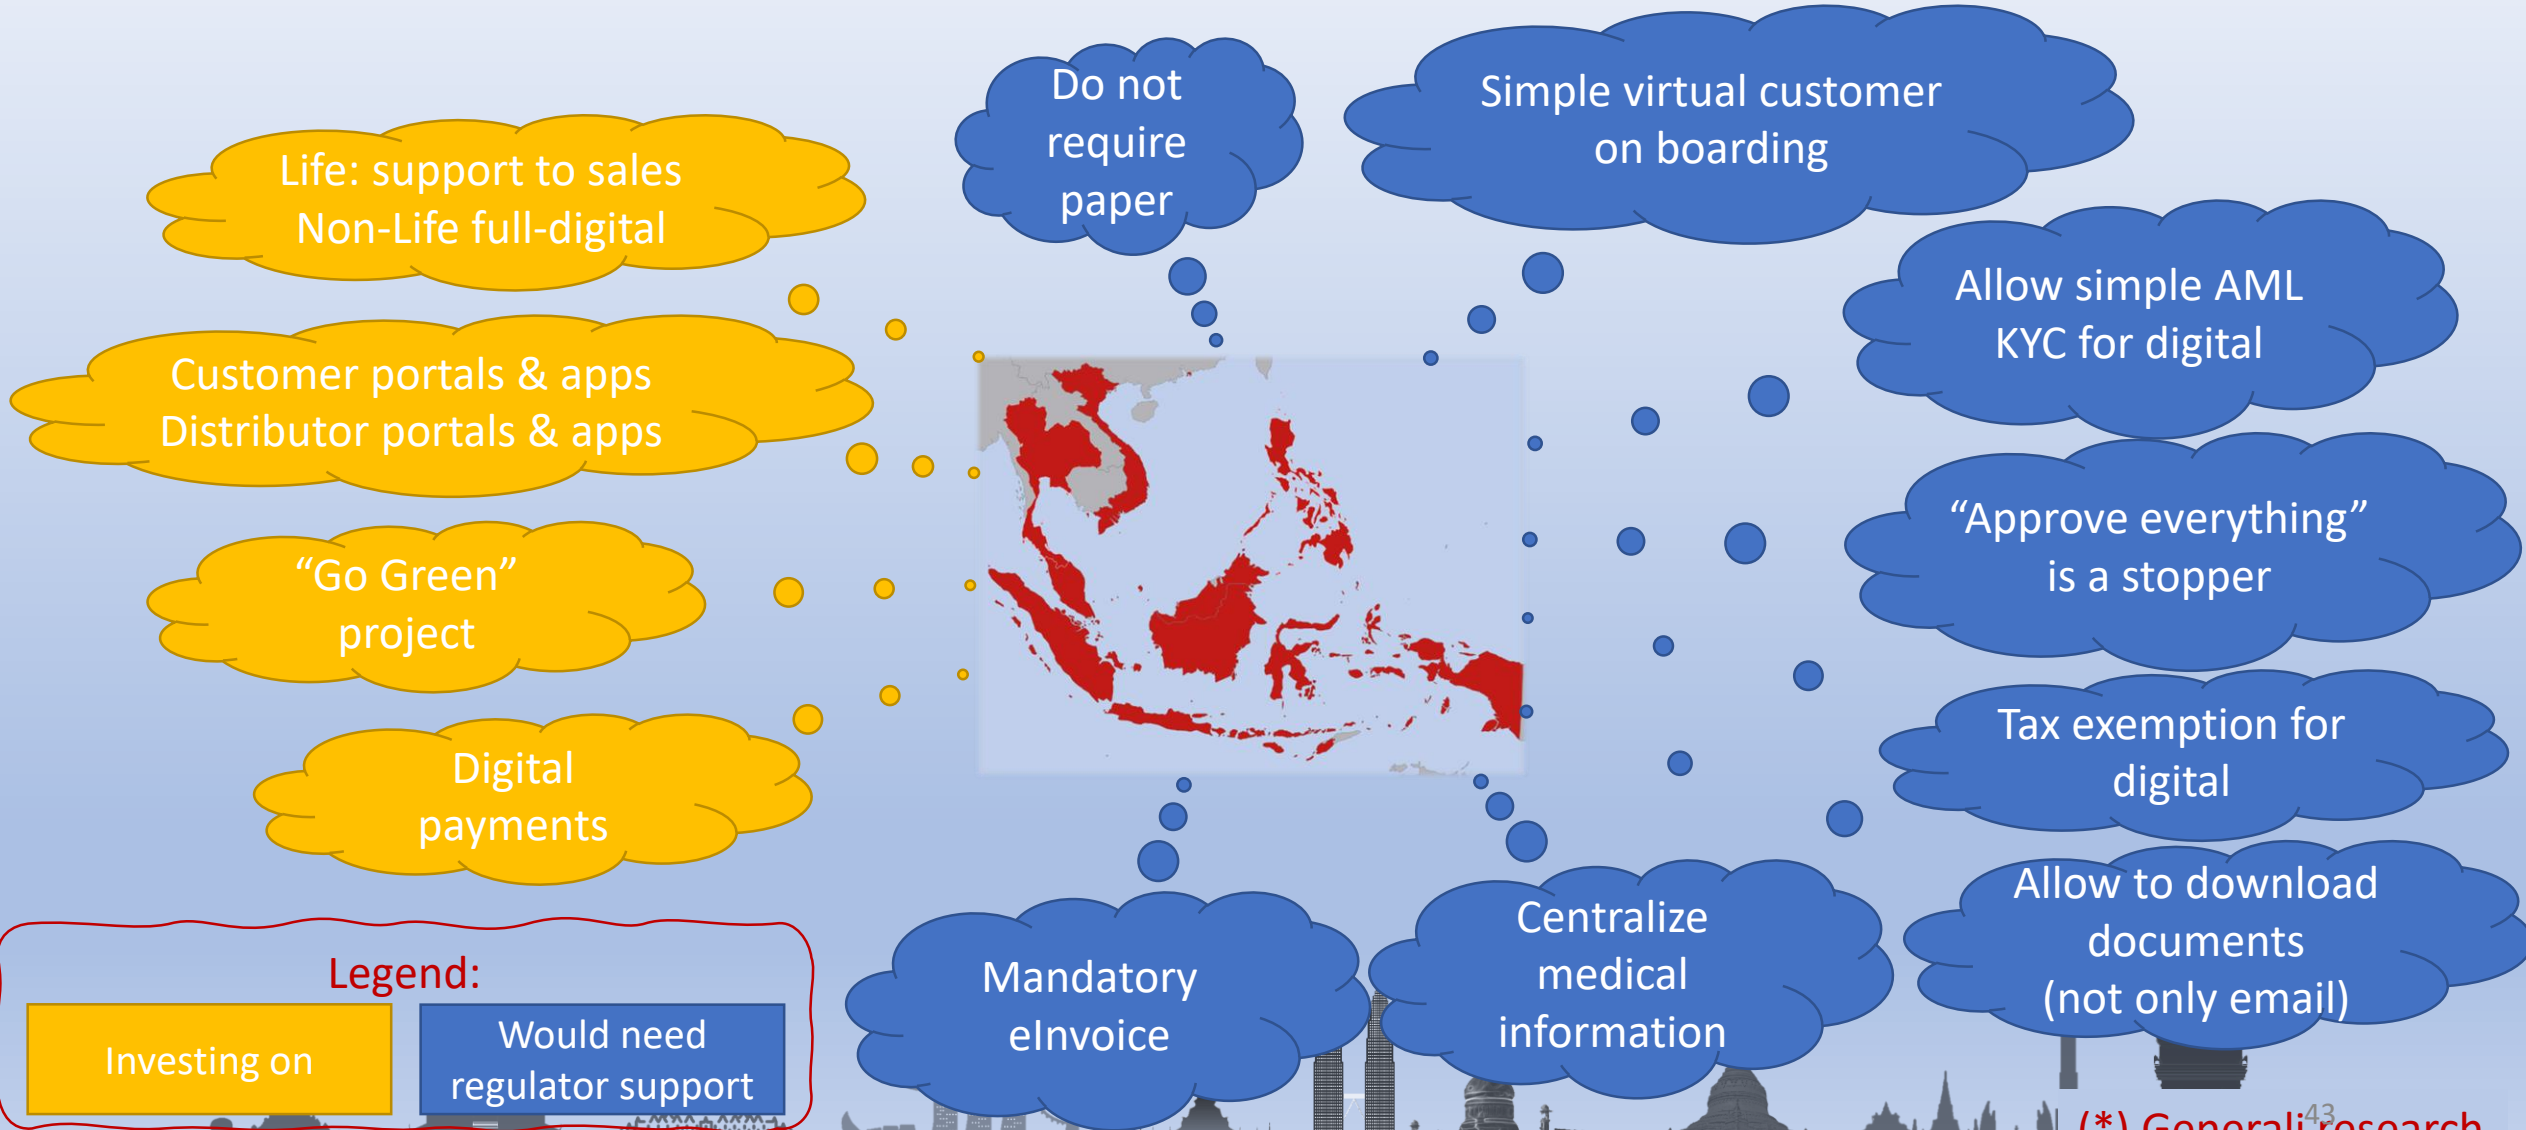 Do not
require
paper
Simple virtual customer
on boarding
Life: support to sales
Non-Life full-digital
Allow simple AML
KYC for digital
Customer portals & apps
Distributor portals & apps
“Approve everything”
is a stopper
“Go Green”
project
Tax exemption for
digital
Digital
payments
Allow to download
documents
(not only email)
Centralize
medical
information
Mandatory
eInvoice
Legend:
Investing on
Would need
regulator support
43
(*) Generali research